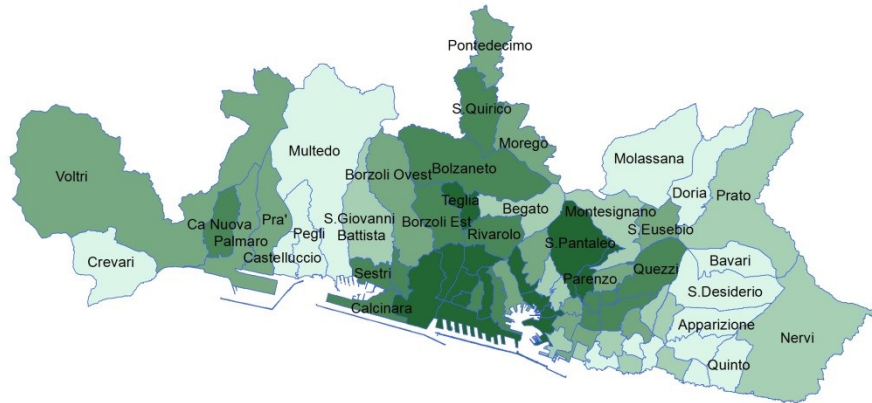 Pontedecimo
S.Quirico
Morego
Multedo
Molassana
Voltri
Borzoli Ovest
Bolzaneto
Doria
Prato
Teglia
Begato
Montesignano
Ca Nuova
Pra'
S.Giovanni
Battista
Borzoli Est
Rivarolo
S.Eusebio
Palmaro
Pegli
S.Pantaleo
Crevari
Castelluccio
Sestri
Parenzo
Quezzi
Bavari
S.Desiderio
Calcinara
Apparizione
Nervi
Quinto